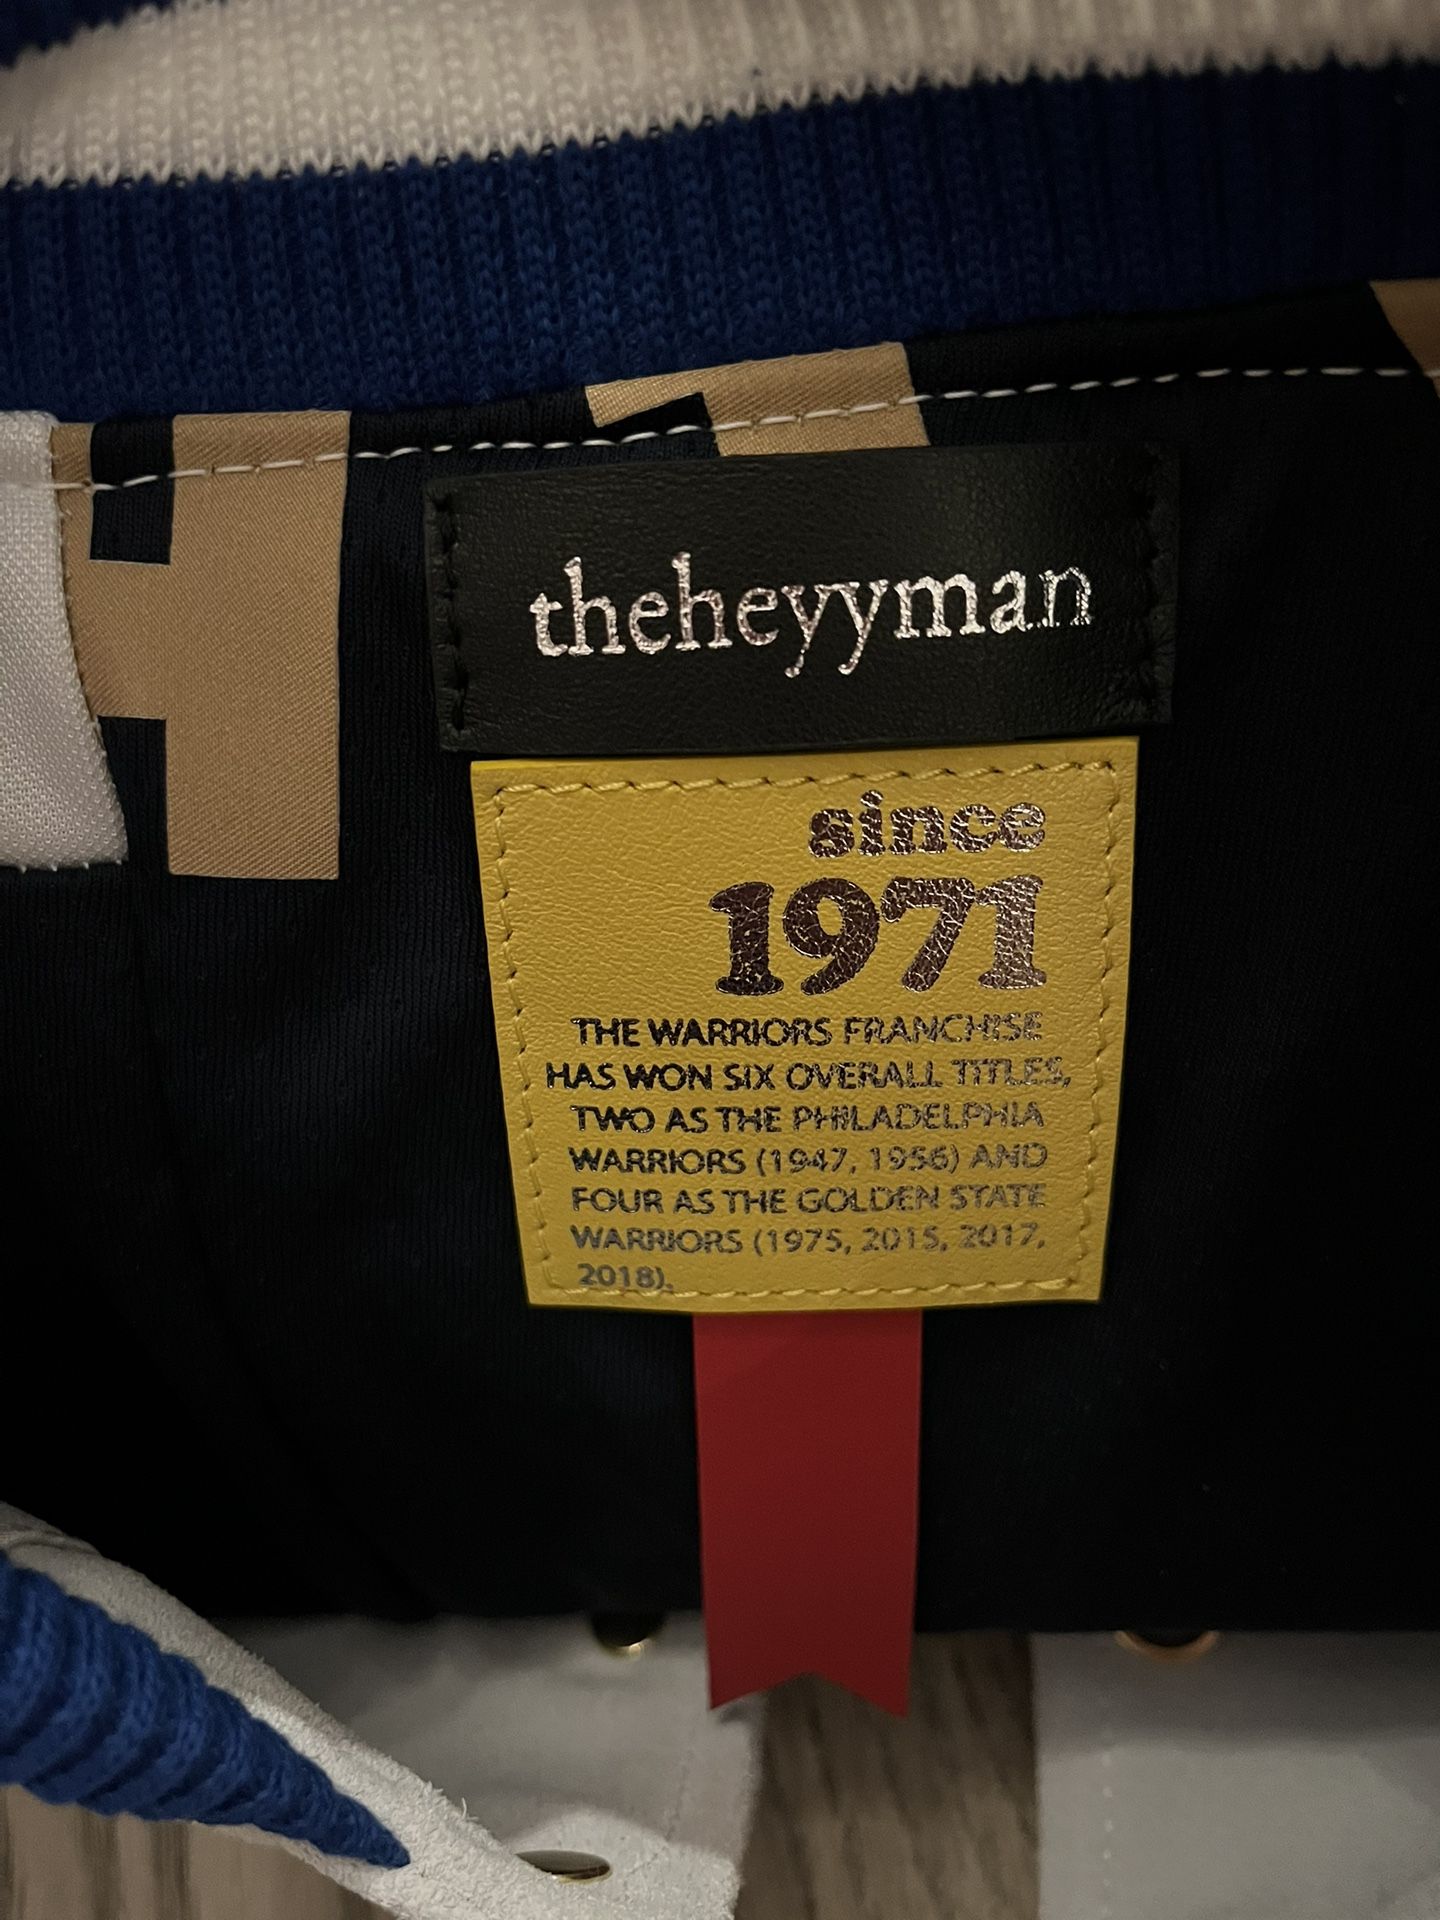 theheyyman
since
1971
THE WARRIORS FRANCHISE
HAS WON SIX OVERALL TITLES,
TWO AS THE PHILADELPHIA
WARRIORS (1947, 1956) AND
FOUR AS THE GOLDEN STATE
WARRIORS (1975, 2015, 2017,
2018).